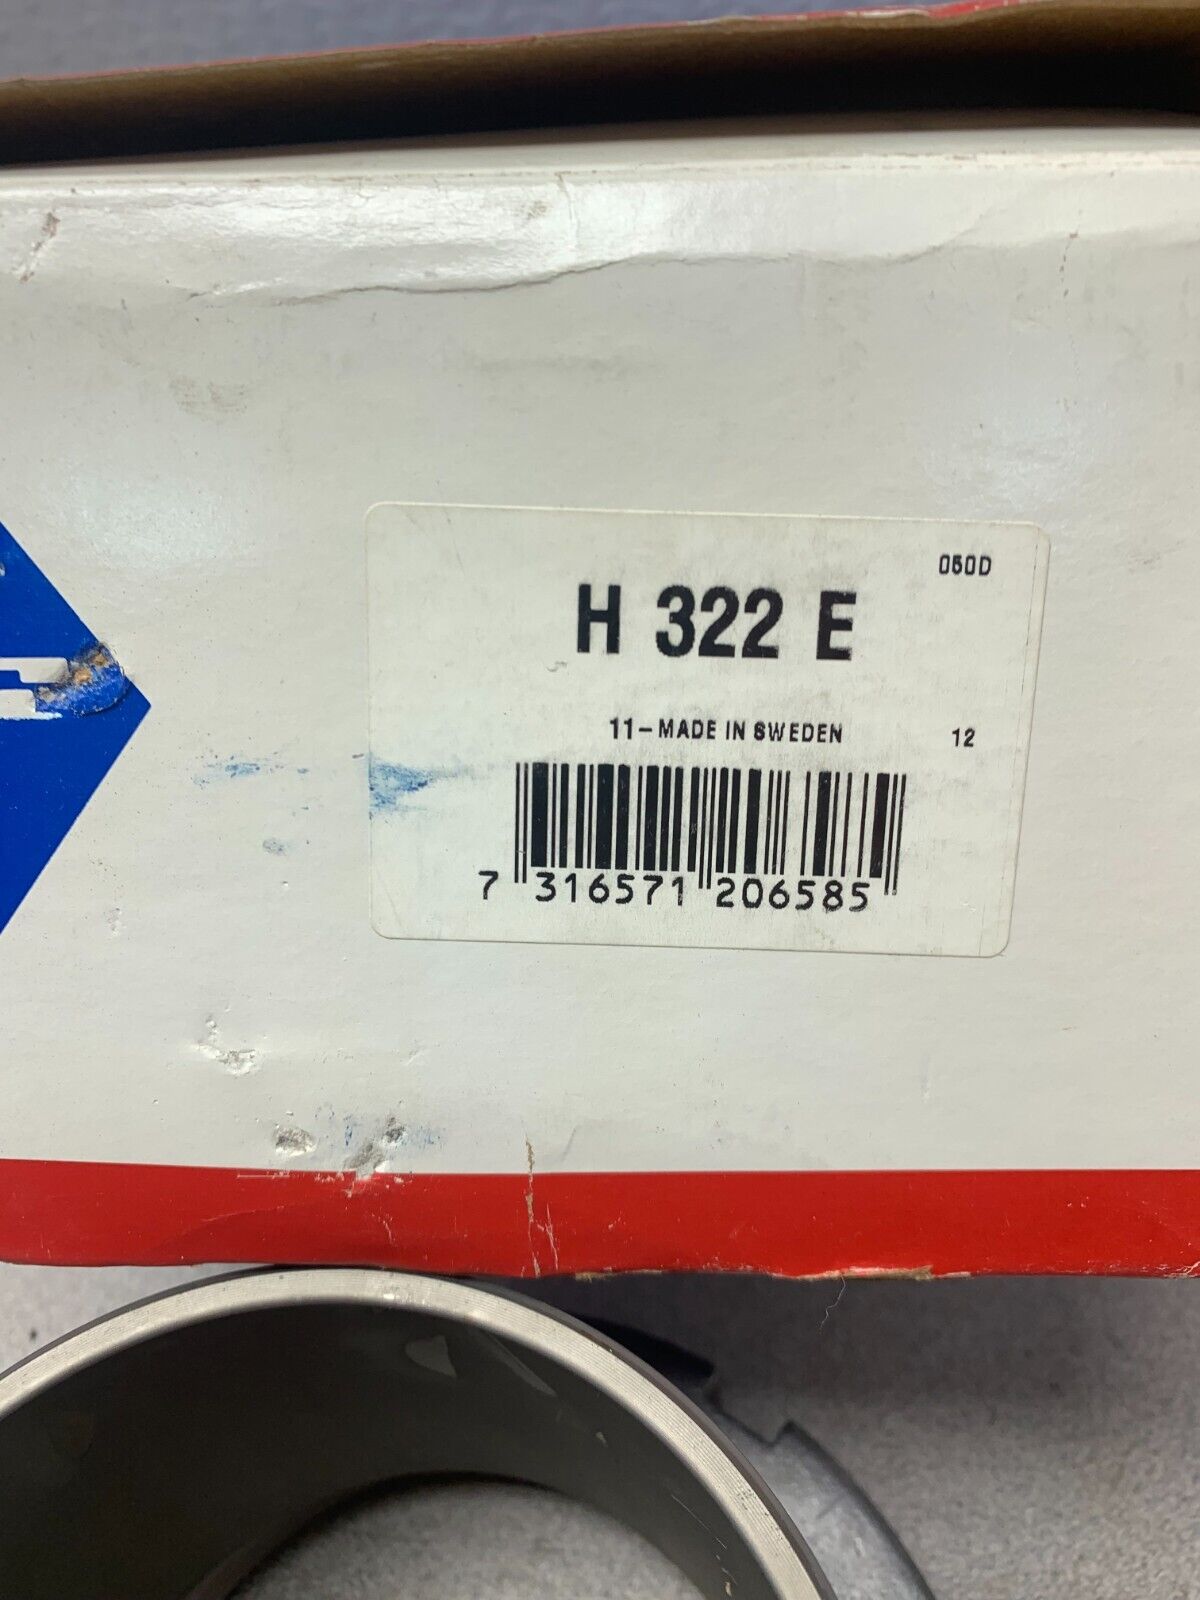 050D
H 322 E
11-MADE IN SWEDEN 12
7 316571 206585